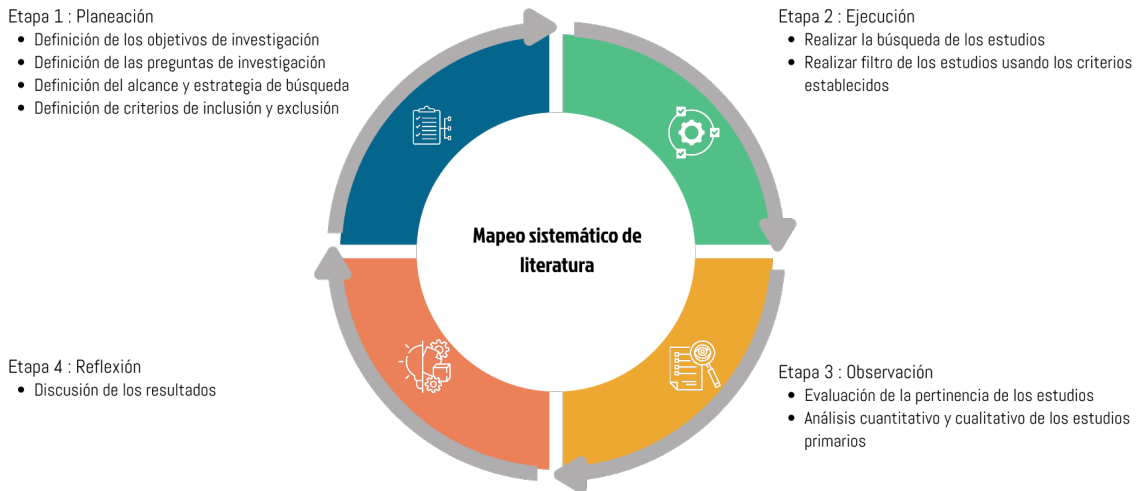 Etapa 1 : Planeación
• Definición de los objetivos de investigación
• Definición de las preguntas de investigación
• Definición del alcance y estrategia de búsqueda
• Definición de criterios de inclusión y exclusión
Etapa 2 : Ejecución
• Realizar la búsqueda de los estudios
• Realizar filtro de los estudios usando los criterios
establecidos
Mapeo sistemático de
literatura
Etapa 4 : Reflexión
• Discusión de los resultados
Etapa 3 : Observación
• Evaluación de la pertinencia de los estudios
• Análisis cuantitativo y cualitativo de los estudios
primarios